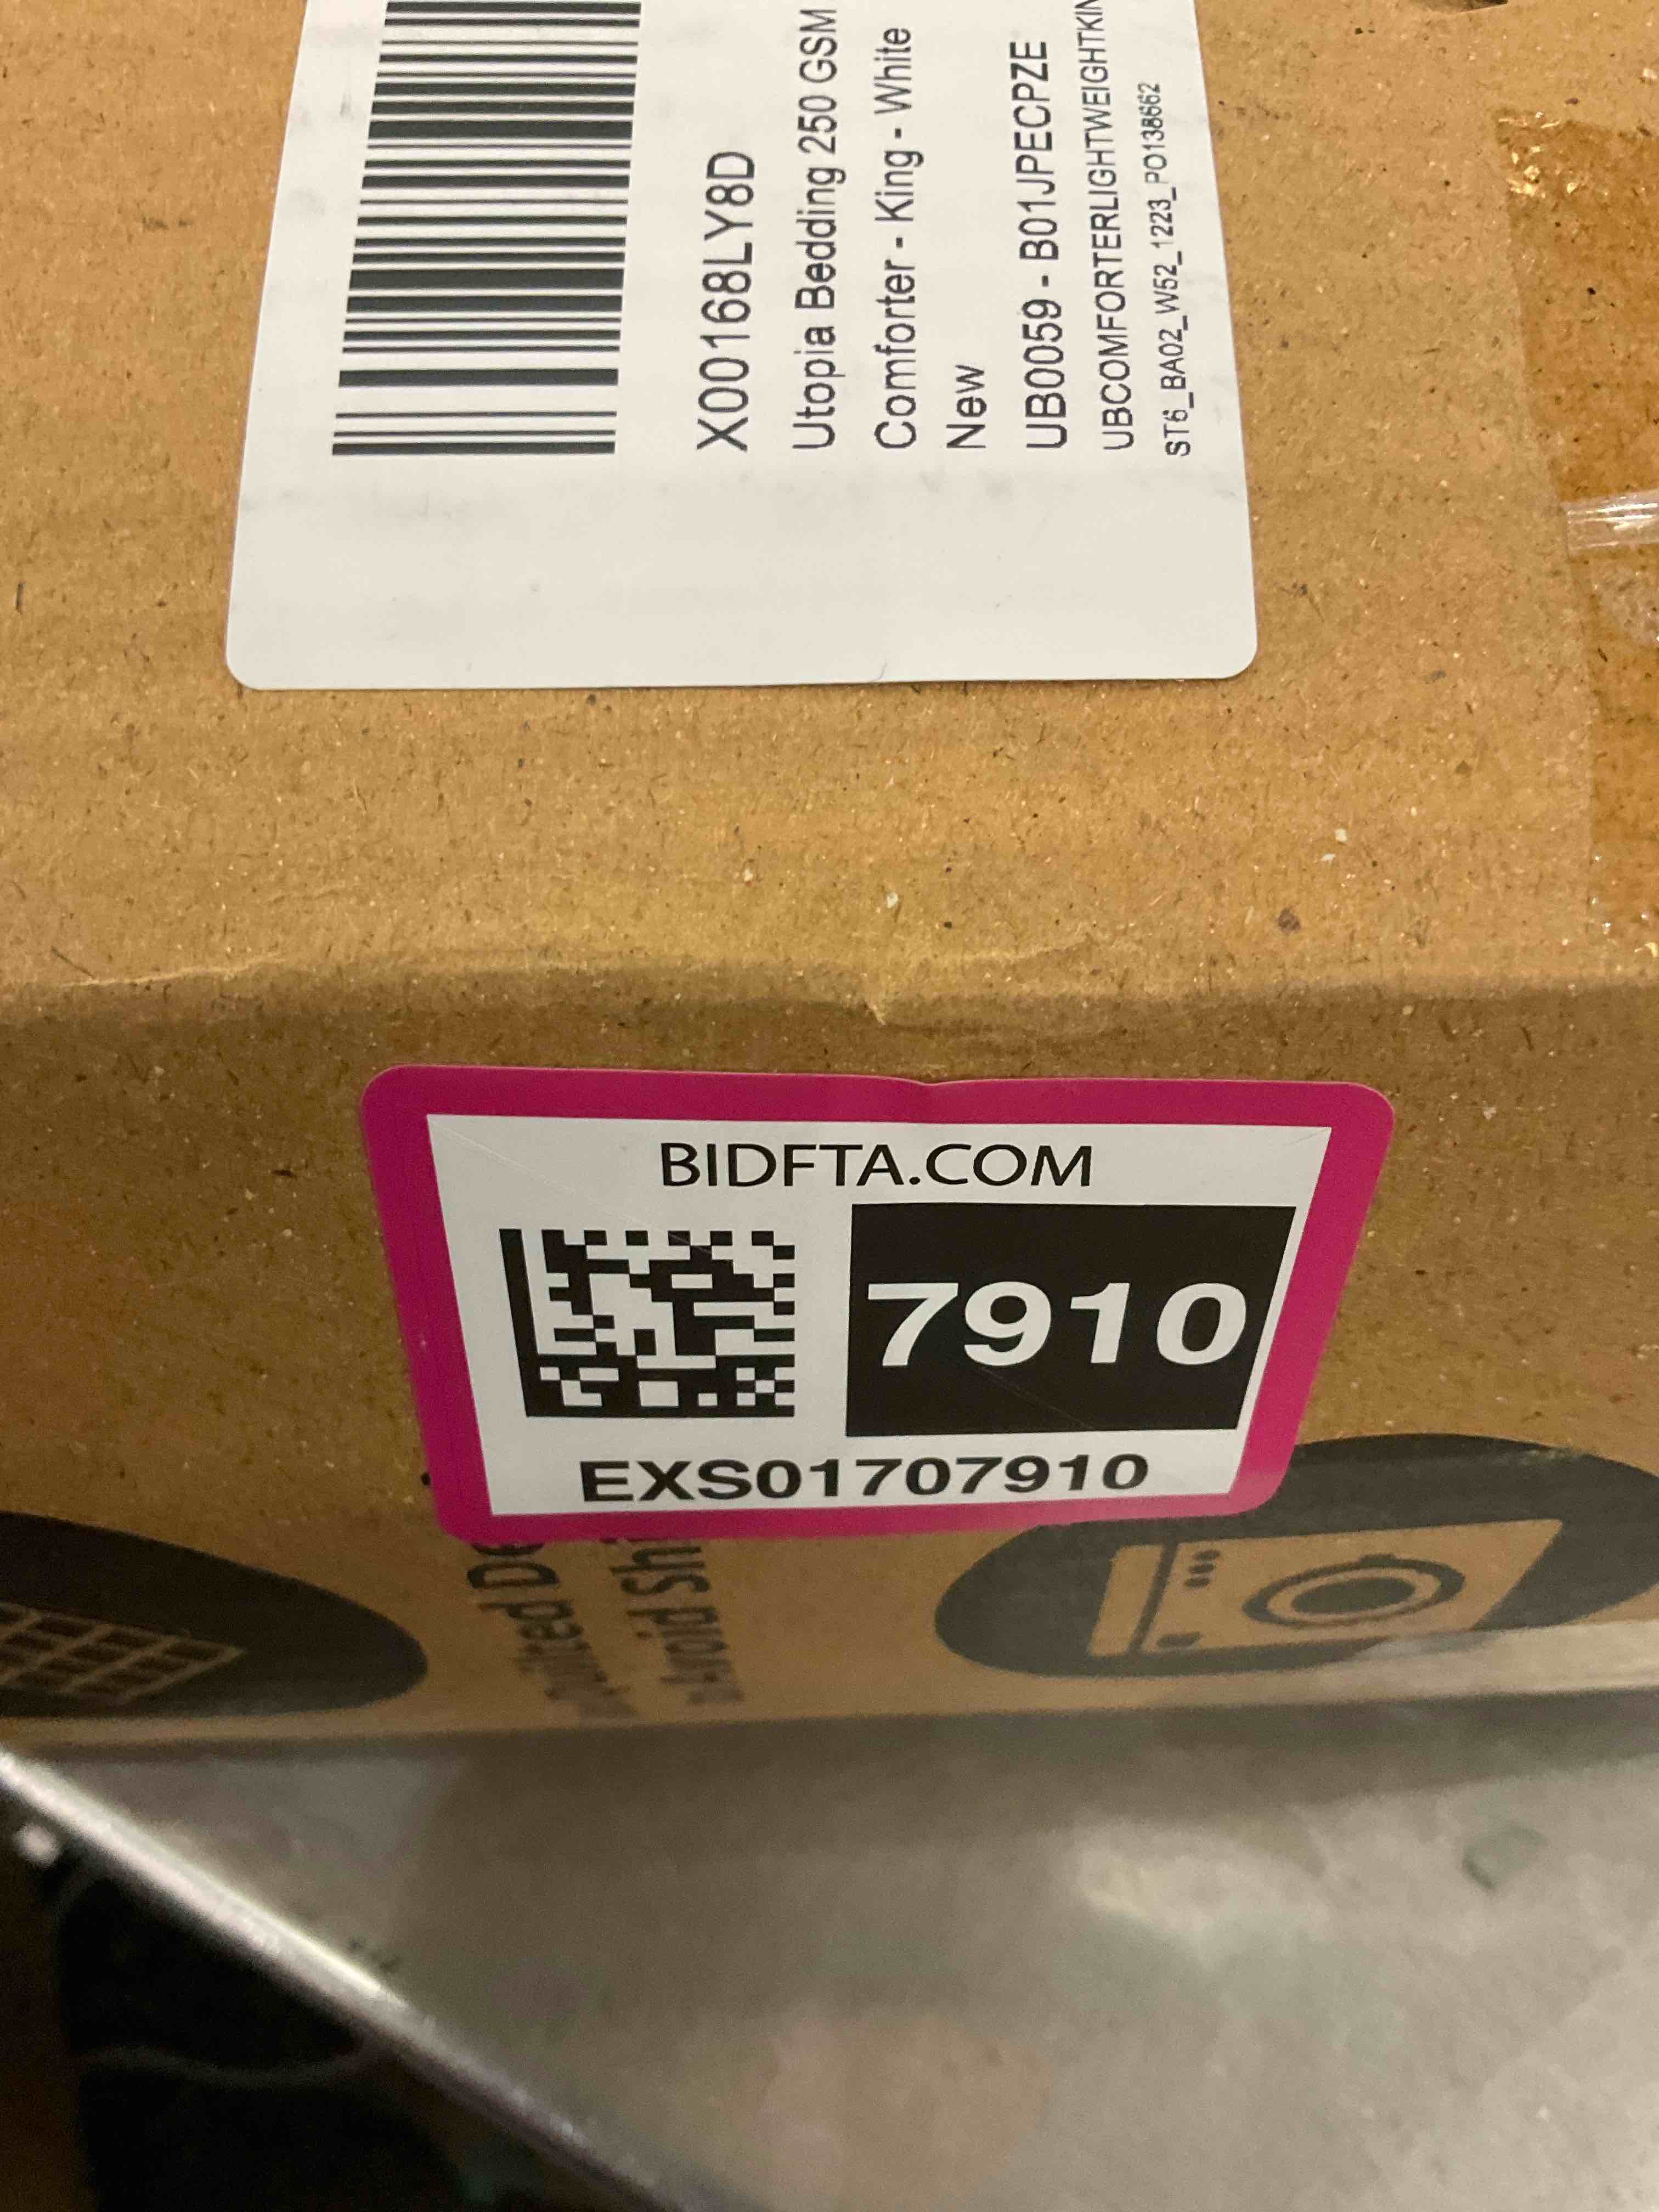 X00168LY8D
Utopia Bedding 250 GSM
Comforter - King - White
New
UB0059 - B01JPECPZE
UBCOMFORTERLIGHTWEIGHTKIN
ST6_BA02_W52_1223_PO138662
BIDFTA.COM
7910
EXS01707910